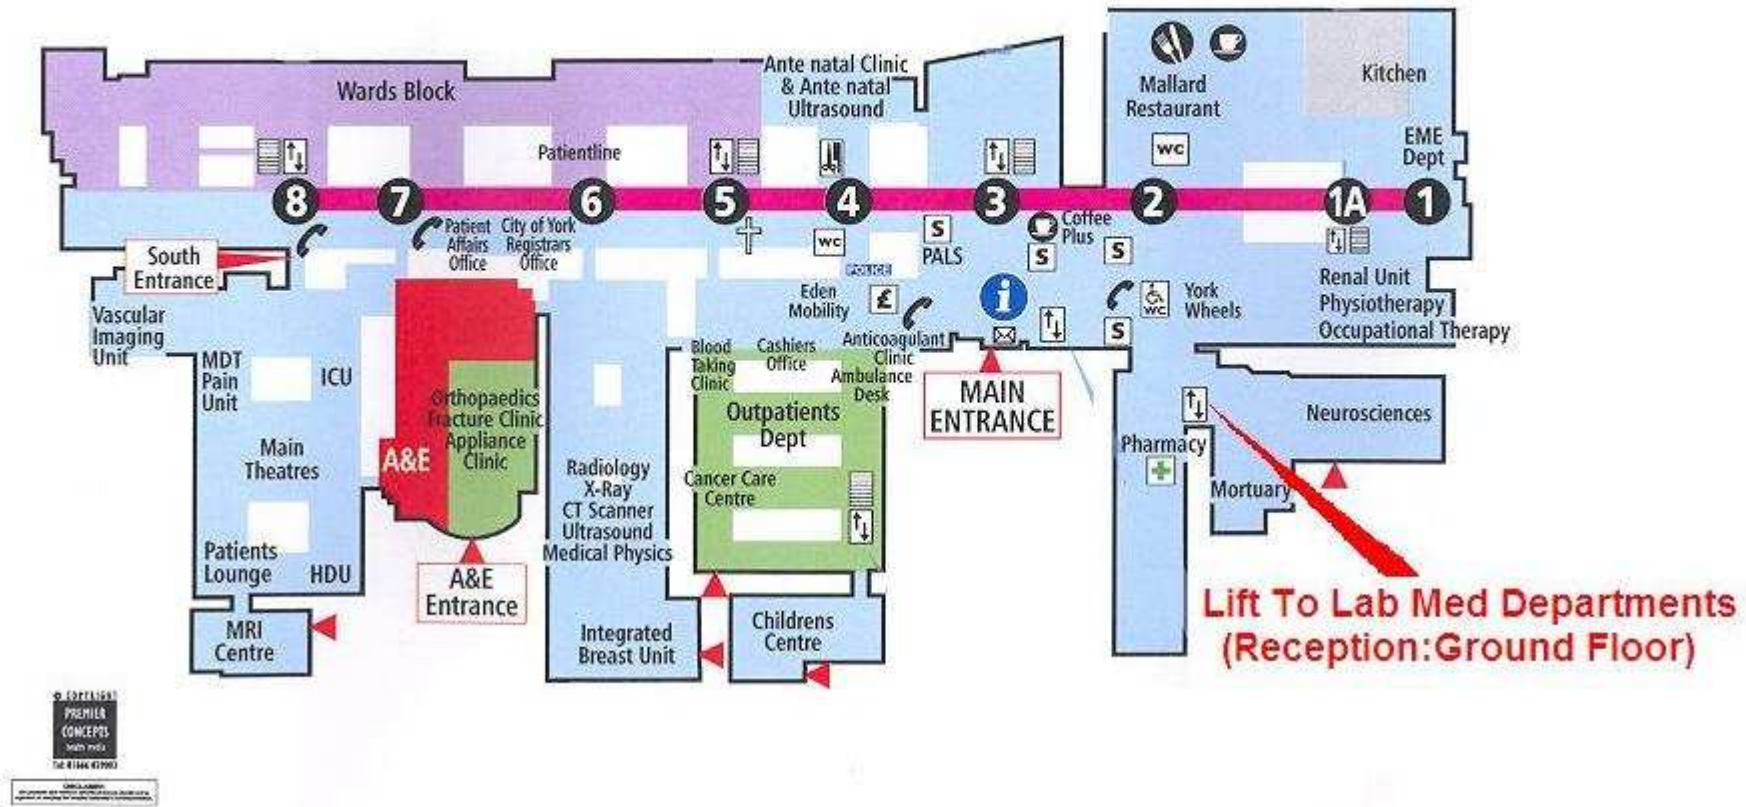 Wards Block
Ante natal Clinic
& Ante natal
Ultrasound
Mallard
Restaurant
Kitchen
EME
Dept
Patientline
WC
8
7
6
5
4
3
2
1A
1
Patient
Affairs
Office
City of York
Registrars
Office
WC
S
PALS
Coffee
Plus
S
S
South
Entrance
POLICE
Eden
Mobility
£
i
York
Wheels
WC
S
Renal Unit
Physiotherapy
Occupational Therapy
Vascular
Imaging
Unit
MDT
Pain
Unit
ICU
Blood
Taking
Clinic
Cashiers
Office
Anticoagulant
Clinic
Ambulance
Desk
MAIN
ENTRANCE
Orthopaedics
Fracture Clinic
Appliance
Clinic
A&E
Outpatients
Dept
Neurosciences
Pharmacy
Main
Theatres
Radiology
X-Ray
CT Scanner
Ultrasound
Medical Physics
Cancer Care
Centre
Mortuary
Patients
Lounge
HDU
A&E
Entrance
MRI
Centre
Integrated
Breast Unit
Childrens
Centre
Lift To Lab Med Departments
(Reception:Ground Floor)
© COPYRIGHT
PREMIER
CONCEPTS